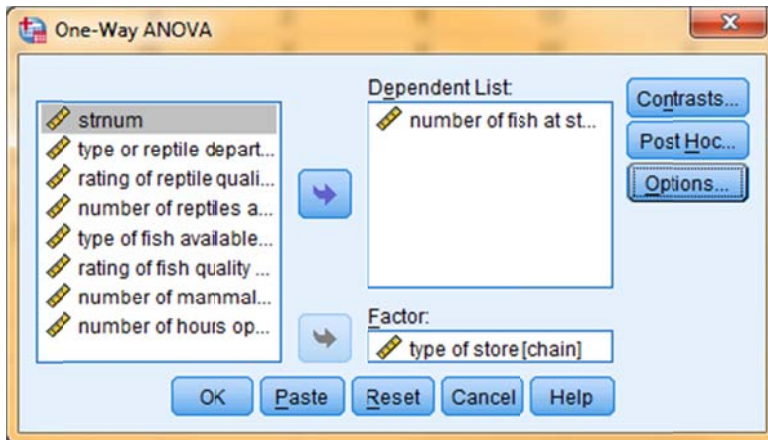 One-Way ANOVA
strnum
type or reptile depart...
rating of reptile quali...
number of reptiles a...
type of fish available...
rating of fish quality ...
number of mammal...
number of hours op...
Dependent List:
number of fish at st...
Factor:
type of store [chain]
Contrasts...
Post Hoc...
Options...
OK
Paste
Reset
Cancel
Help